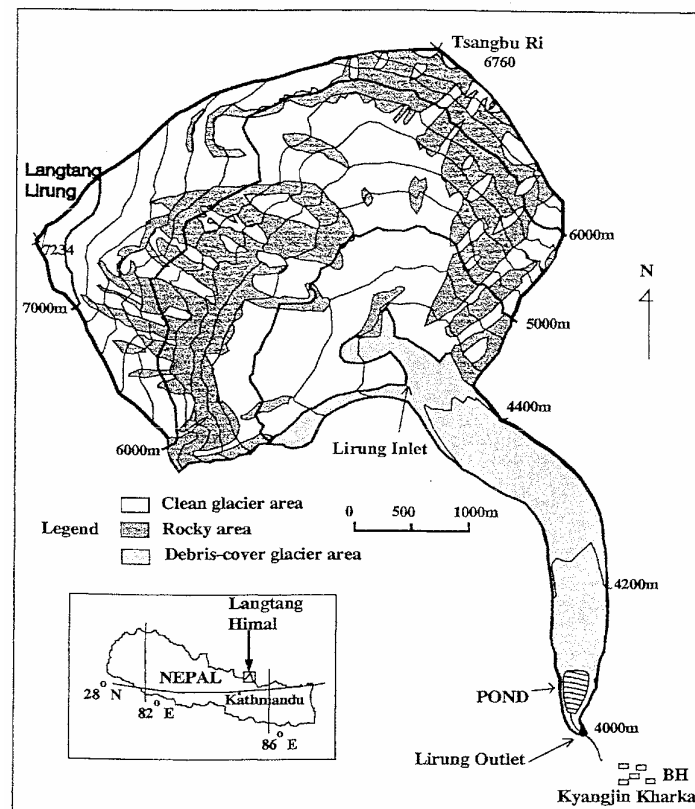 Tsangbu Ri
6760
Langtang
Lirung
7234
7000m
6000m
N
5000m
4400m
6000m
Lirung Inlet
Clean glacier area
Legend
Rocky area
Debris-cover glacier area
0 500 1000m
4200m
Langtang
Himal
NEPAL
Kathmandu
28° N
82° E
86° E
POND
4000m
Lirung Outlet
BH
Kyangjin Kharka